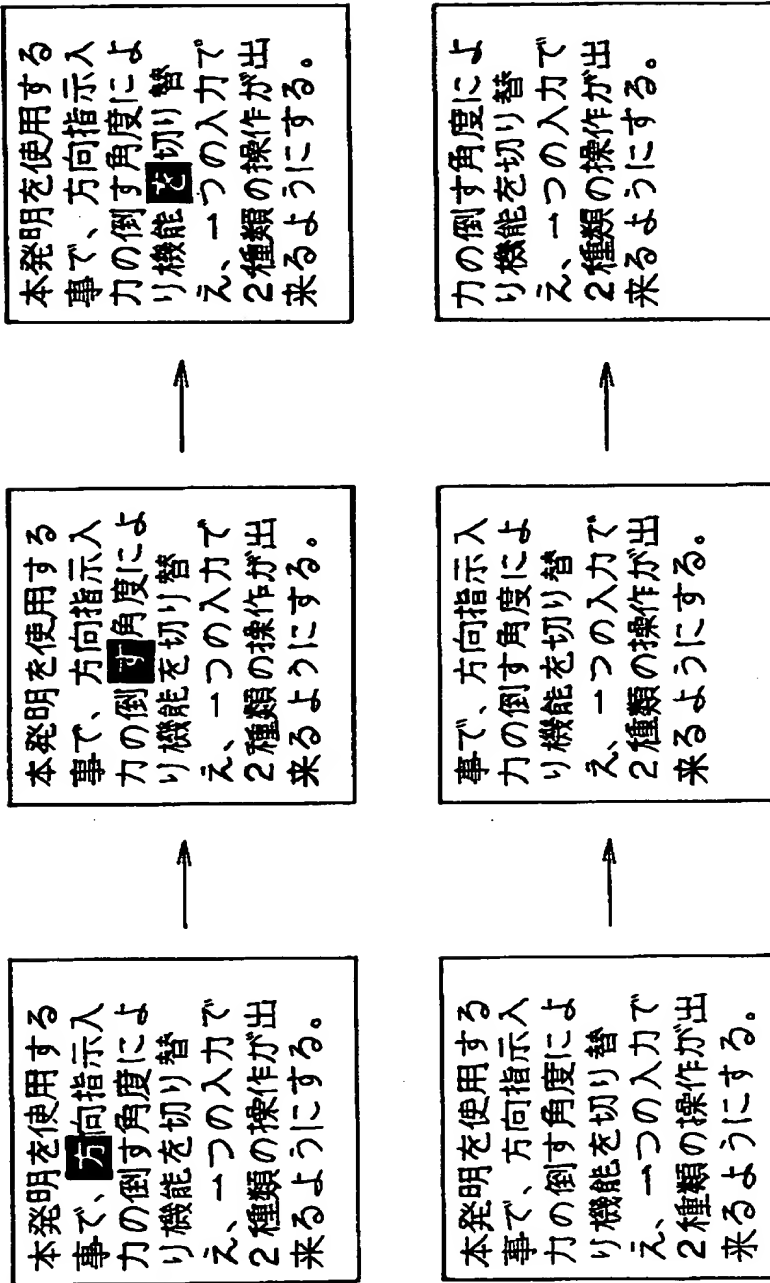 本発明を使用する
事で、方向指示入
力の倒す角度によ
り機能を切り替
え、一つの入力で
2種類の操作が出
来るようにする。
本発明を使用する
事で、方向指示入
力の倒す角度によ
り機能を切り替
え、一つの入力で
2種類の操作が出
来るようにする。
本発明を使用する
事で、方向指示入
力の倒す角度によ
り機能を切り替
え、一つの入力で
2種類の操作が出
来るようにする。
本発明を使用する
事で、方向指示入
力の倒す角度によ
り機能を切り替
え、一つの入力で
2種類の操作が出
来るようにする。
事で、方向指示入
力の倒す角度によ
り機能を切り替
え、一つの入力で
2種類の操作が出
来るようにする。
力の倒す角度によ
り機能を切り替
え、一つの入力で
2種類の操作が出
来るようにする。